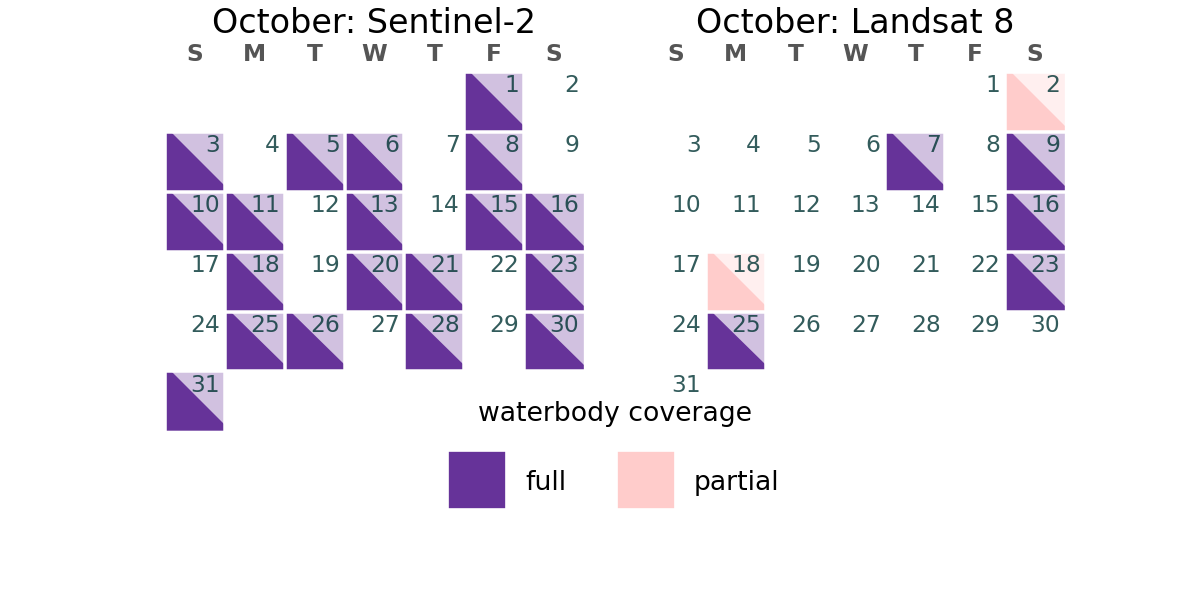 October: Sentinel-2
S M T W T F S
1 2
3 4 5 6 7 8 9
10 11 12 13 14 15 16
17 18 19 20 21 22 23
24 25 26 27 28 29 30
31
October: Landsat 8
S M T W T F S
1 2
3 4 5 6 7 8 9
10 11 12 13 14 15 16
17 18 19 20 21 22 23
24 25 26 27 28 29 30
31
waterbody coverage
full partial